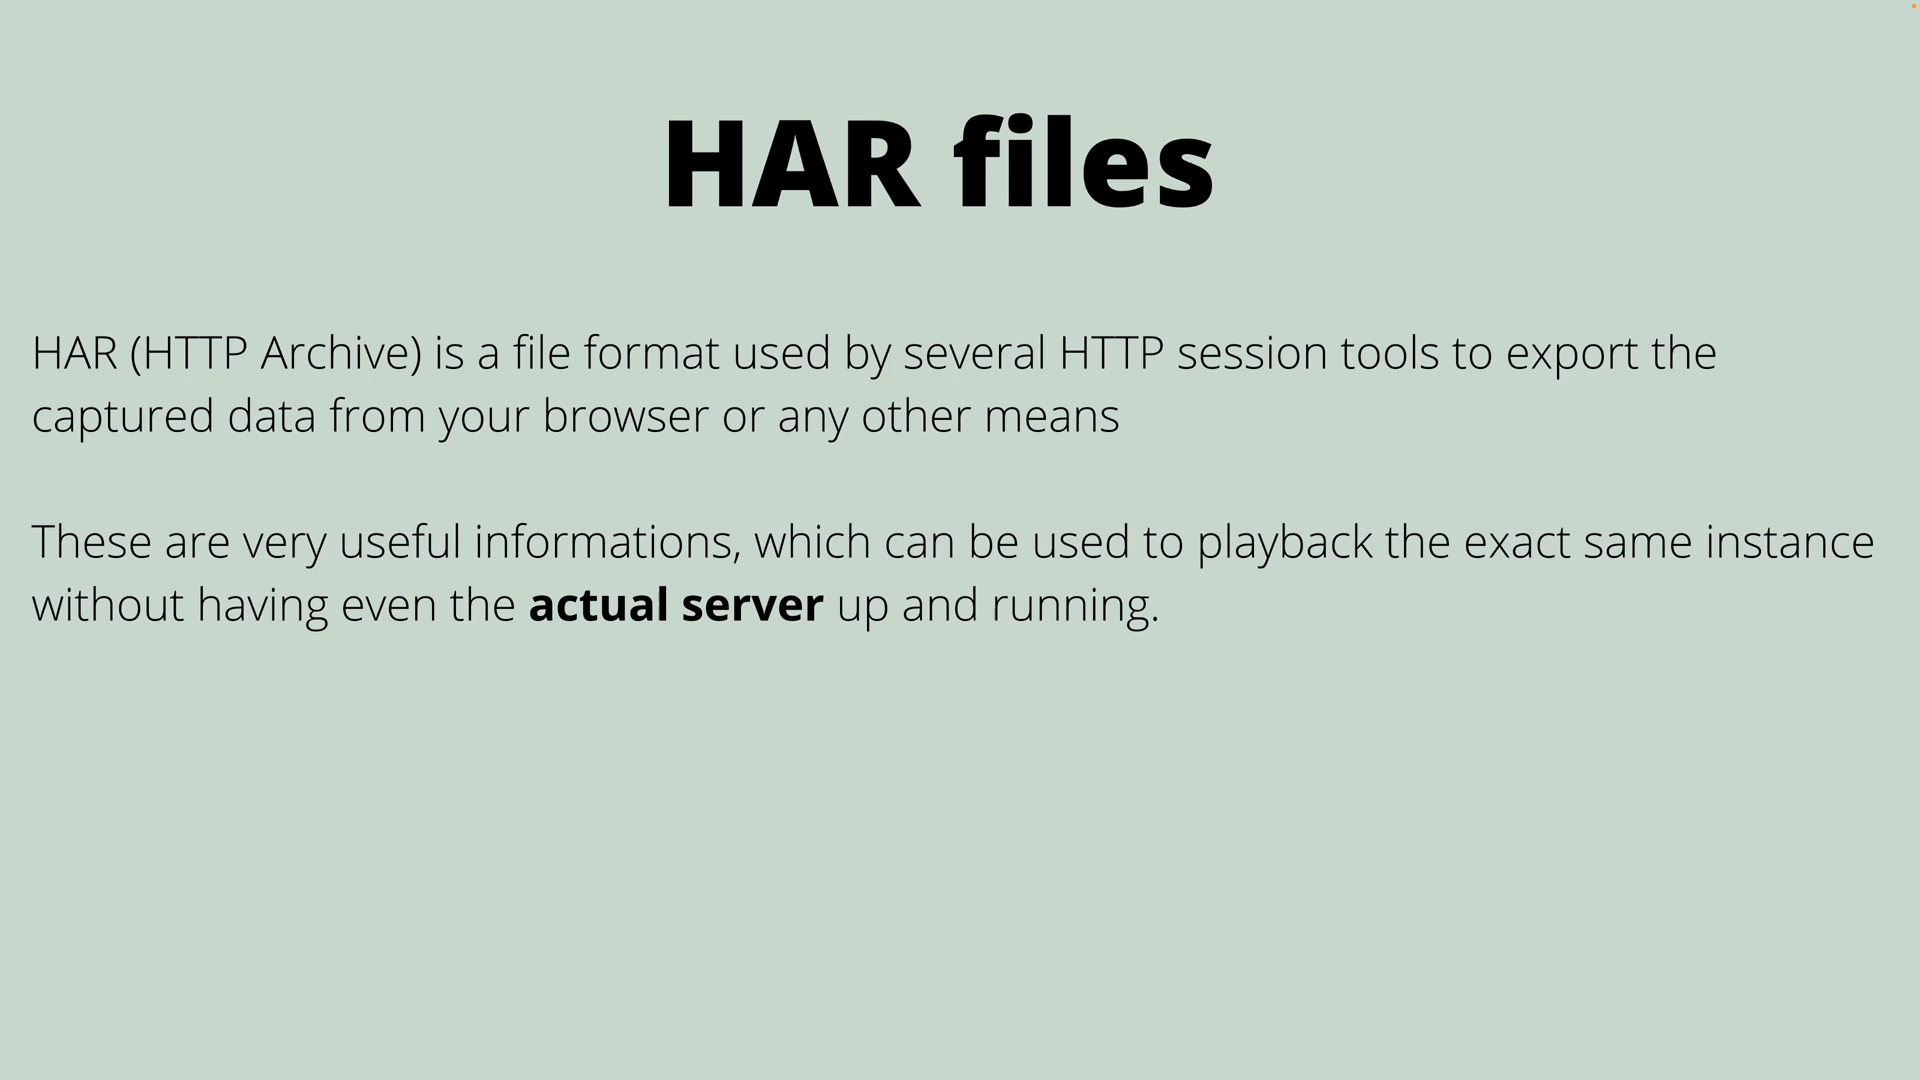 HAR files
HAR (HTTP Archive) is a file format used by several HTTP session tools to export the
captured data from your browser or any other means
These are very useful informations, which can be used to playback the exact same instance
without having even the actual server up and running.